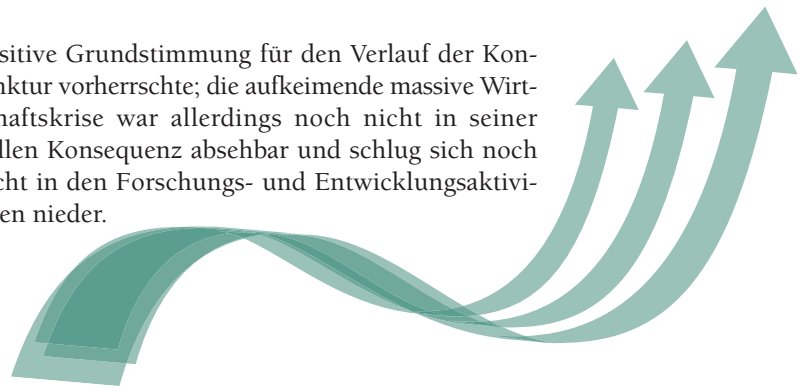 sitive Grundstimmung für den Verlauf der Kon-
nktur vorherrschte; die aufkeimende massive Wirt-
haftskrise war allerdings noch nicht in seiner
llen Konsequenz absehbar und schlug sich noch
cht in den Forschungs- und Entwicklungsaktivi-
en nieder.